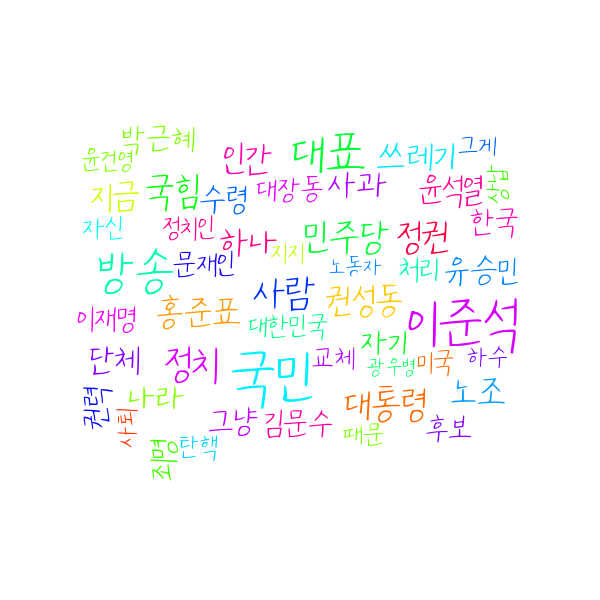 박근혜
윤건영
인간
대표
쓰레기
그게
지금
국힘
수령
대장동
사과
윤석열
자신
정치인
하나
지지
민주당
정권
한국
방송
문재인
노동자
처리
유승민
사람
이재명
홍준표
대한민국
권성동
이준석
단체
정치
국민
교체
자기
광우병
미국
하수
권력
나라
사퇴
그냥
김문수
때문
대통령
후보
노조
죄명
탄핵